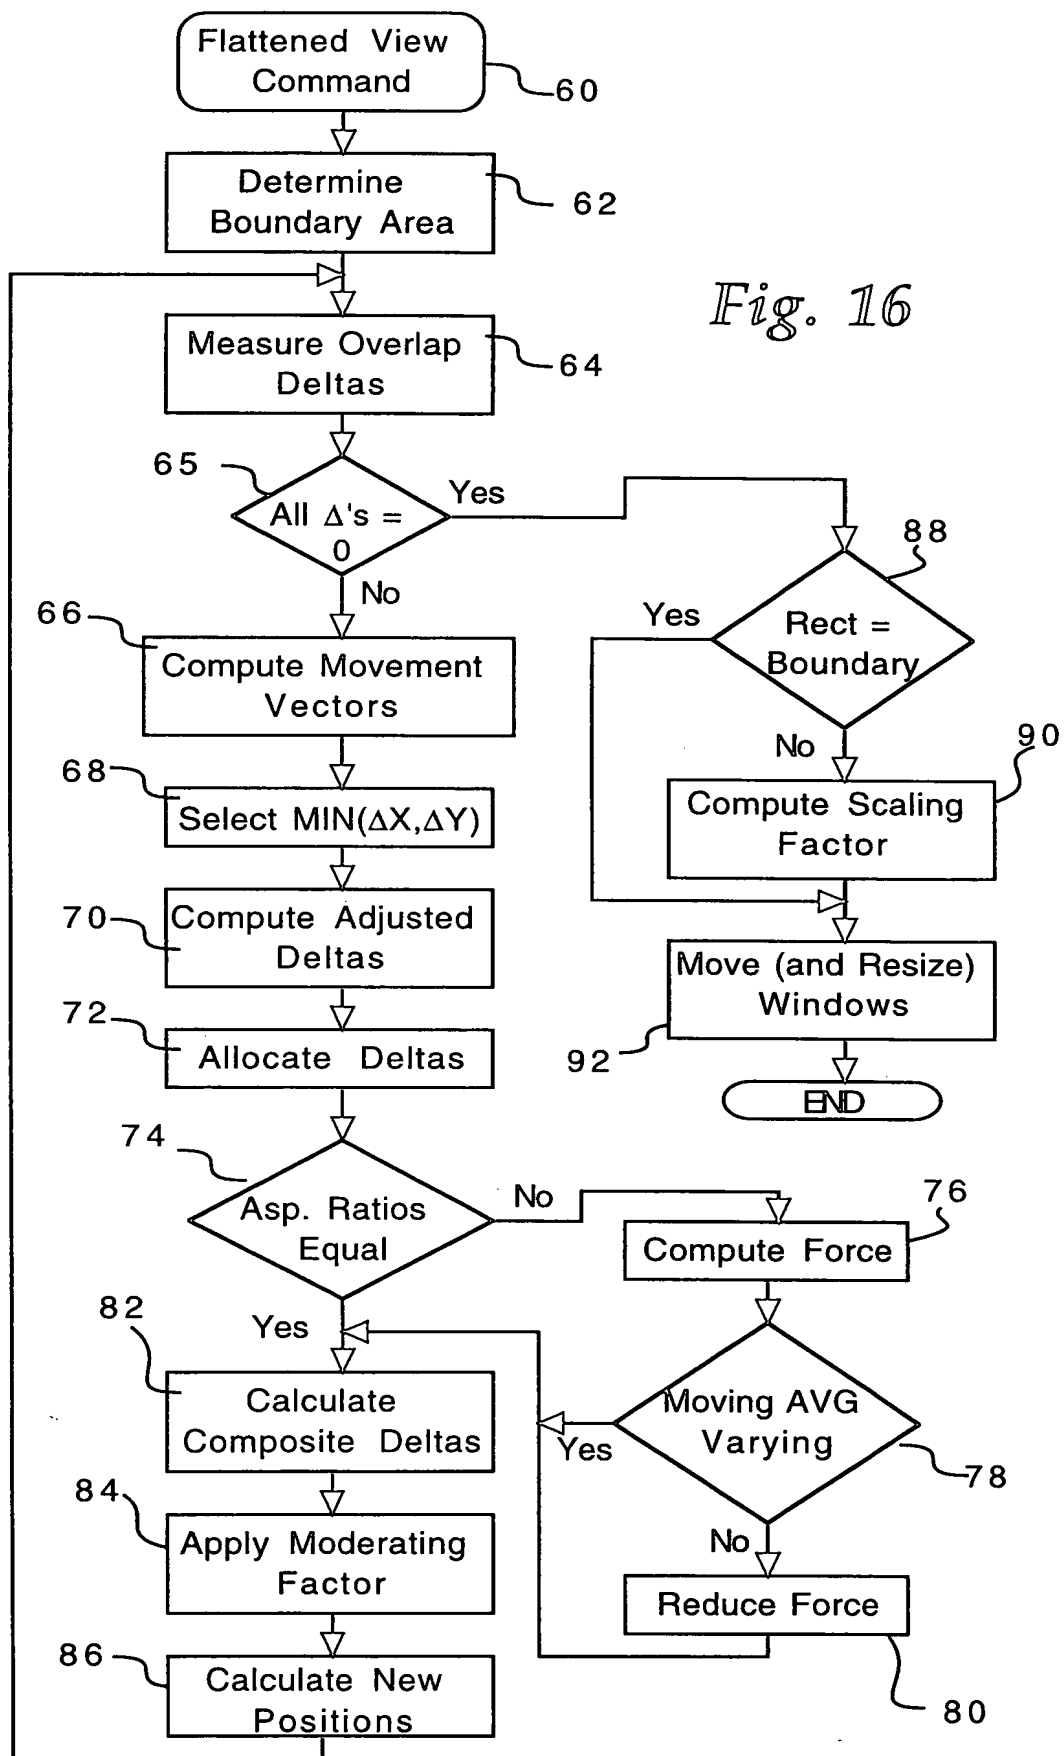 Flattened View
Command
60
Determine
Boundary Area
62
Fig. 16
Measure Overlap
Deltas
64
65
All Δ's =
0
Yes
No
88
Rect =
Boundary
Yes
No
66
Compute Movement
Vectors
90
Compute Scaling
Factor
68
Select MIN(ΔX,ΔY)
70
Compute Adjusted
Deltas
Move (and Resize)
Windows
92
72
Allocate Deltas
END
74
Asp. Ratios
Equal
No
Yes
76
Compute Force
82
Calculate
Composite Deltas
Moving AVG
Varying
Yes
78
No
84
Apply Moderating
Factor
Reduce Force
80
86
Calculate New
Positions